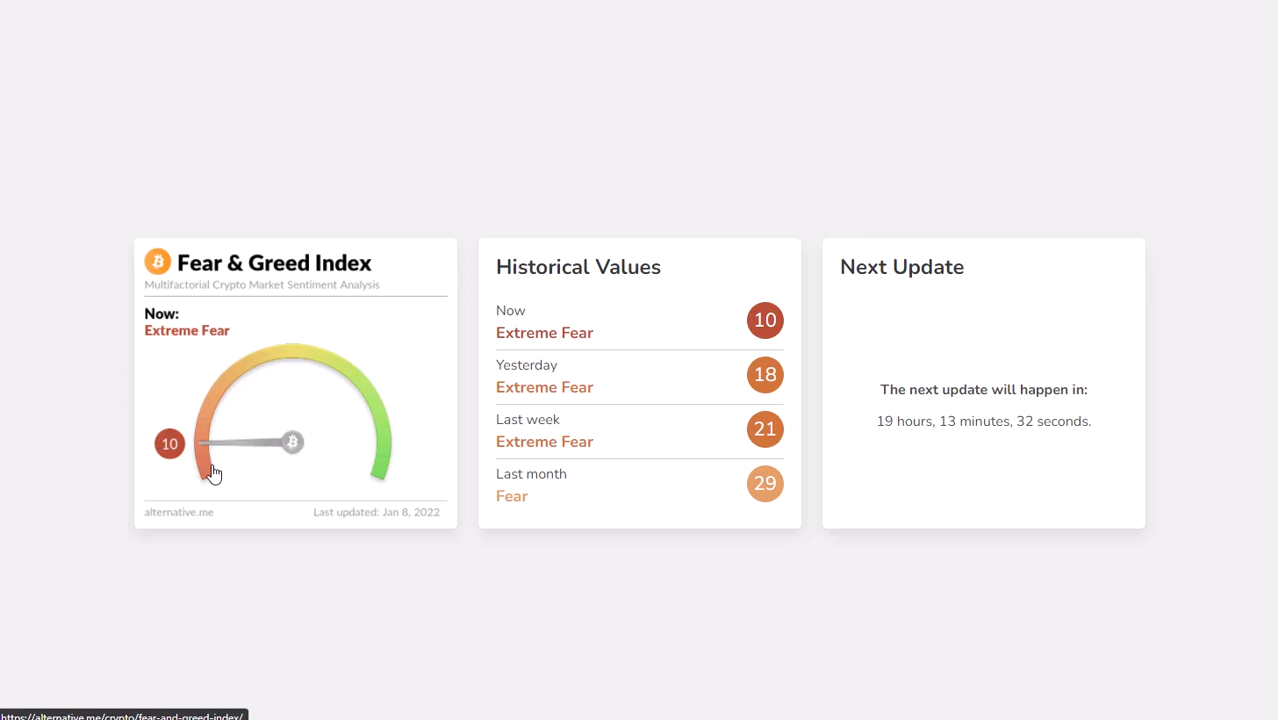 Fear & Greed Index
Multifactorial Crypto Market Sentiment Analysis
Now:
Extreme Fear
10
alternative.me
Last updated: Jan 8, 2022
Historical Values
Now
Extreme Fear
10
Yesterday
Extreme Fear
18
Last week
Extreme Fear
21
Last month
Fear
29
Next Update
The next update will happen in:
19 hours, 13 minutes, 32 seconds.
https://alternative.me/crypto/fear-and-greed-index/